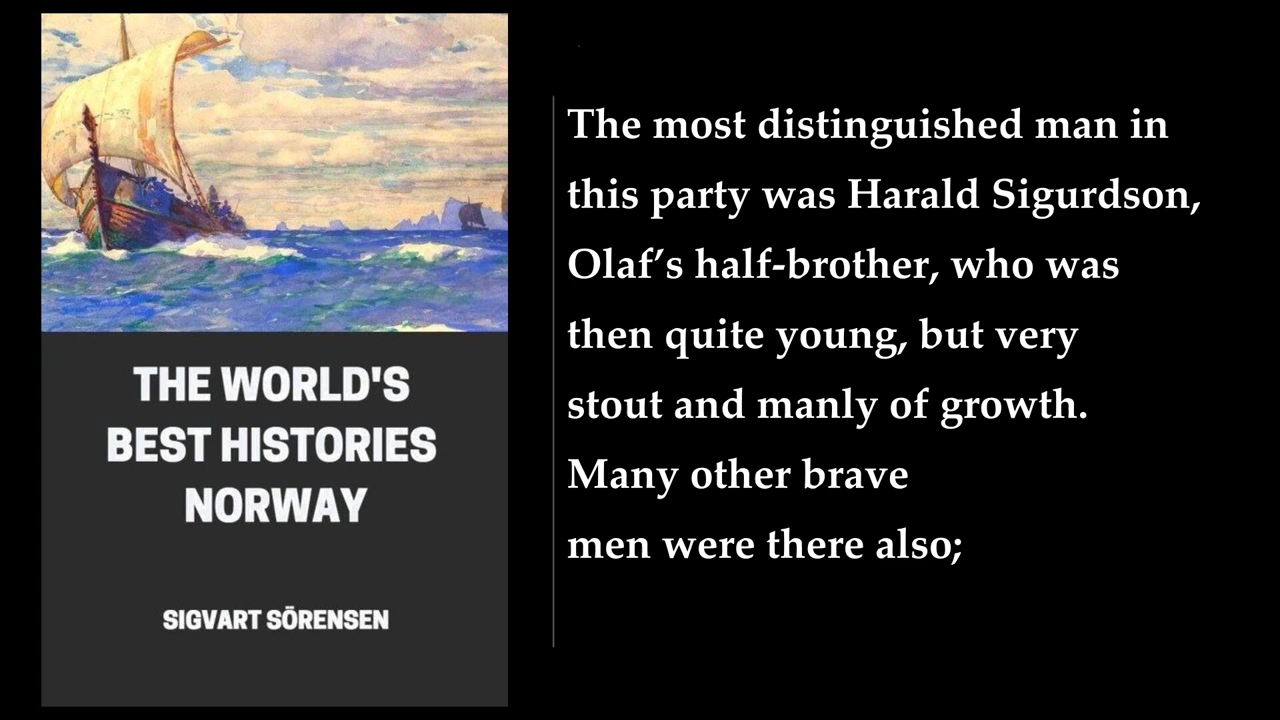 THE WORLD'S
BEST HISTORIES
NORWAY
SIGVART SÖRENSEN
The most distinguished man in
this party was Harald Sigurdson,
Olaf’s half-brother, who was
then quite young, but very
stout and manly of growth.
Many other brave
men were there also;